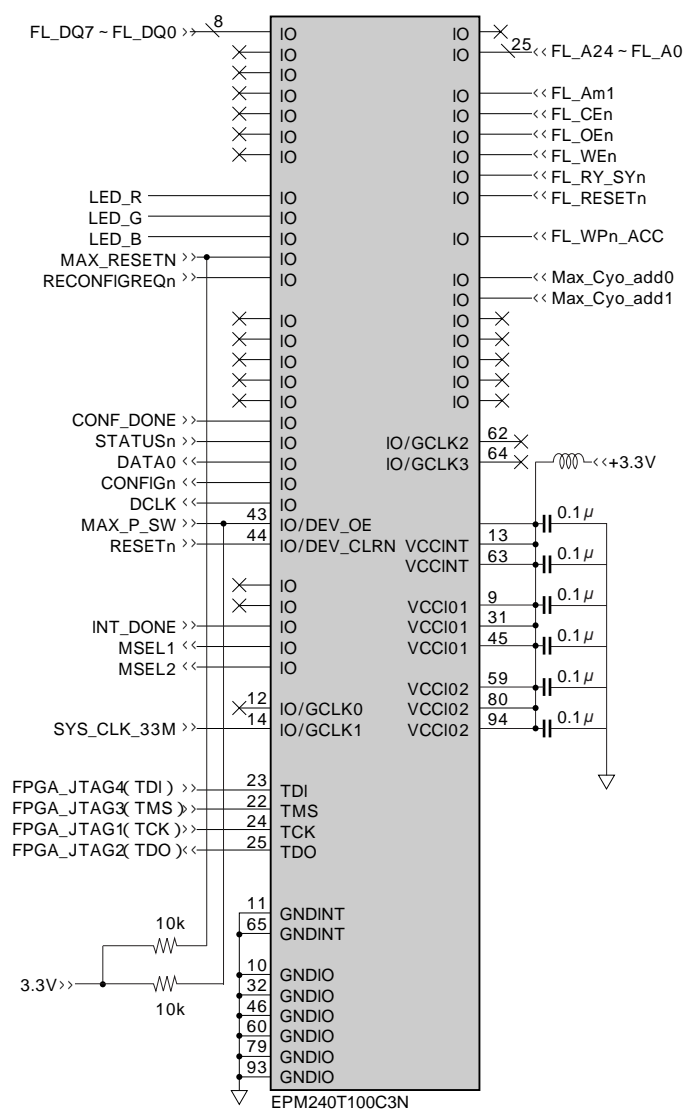 FL_DQ7 ~ FL_DQ0
8
IO
IO
IO
IO
IO
IO
IO
LED_R
IO
LED_G
IO
LED_B
IO
MAX_RESETN
IO
RECONFIGREQn
IO
IO
IO
IO
IO
IO
CONF_DONE
IO
STATUSn
IO
DATA0
IO
CONFIGn
IO
DCLK
IO
MAX_P_SW
43
IO/DEV_OE
RESETn
44
IO/DEV_CLRN
IO
IO
INT_DONE
IO
MSEL1
IO
MSEL2
IO
12
IO/GCLK0
SYS_CLK_33M
14
IO/GCLK1
FPGA_JTAG4( TDI )
23
TDI
FPGA_JTAG3( TMS )
22
TMS
FPGA_JTAG1( TCK )
24
TCK
FPGA_JTAG2( TDO )
25
TDO
11
GNDINT
65
GNDINT
10k
3.3V
10k
10
GNDIO
32
GNDIO
46
GNDIO
60
GNDIO
79
GNDIO
93
GNDIO
IO
IO
25
FL_A24 ~ FL_A0
IO
FL_Am1
IO
FL_CEn
IO
FL_OEn
IO
FL_WEn
IO
FL_RY_SYn
IO
FL_RESETn
IO
FL_WPn_ACC
IO
Max_Cyo_add0
IO
Max_Cyo_add1
IO
IO
IO
IO
IO
IO/GCLK2
62
IO/GCLK3
64
+3.3V
0.1μ
VCCINT
13
VCCINT
63
0.1μ
VCCI01
9
0.1μ
VCCI01
31
VCCI01
45
0.1μ
VCCI02
59
0.1μ
VCCI02
80
VCCI02
94
0.1μ
EPM240T100C3N